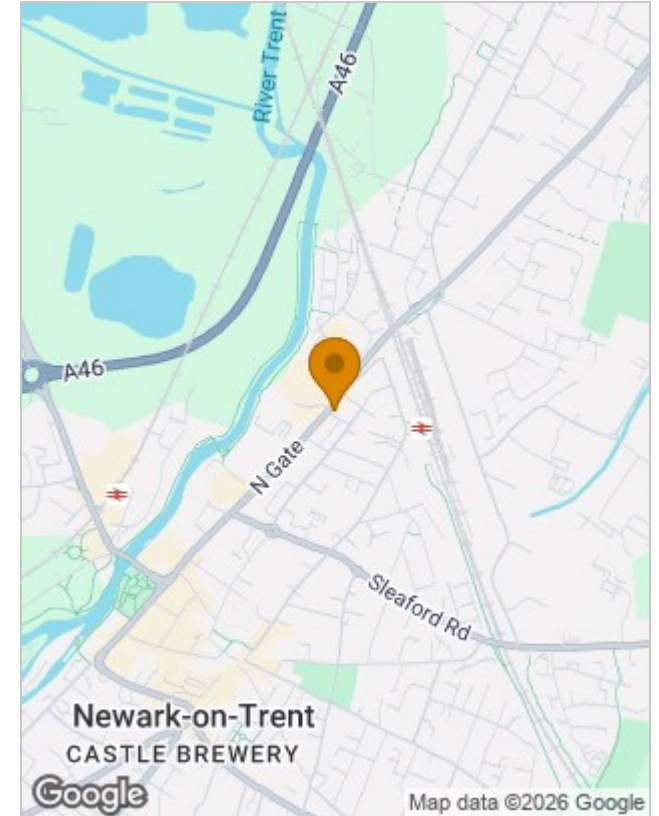 River Trent
A46
A46
N Gate
Sleaford Rd
Newark-on-Trent
CASTLE BREWERY
Google
Map data ©2026 Google